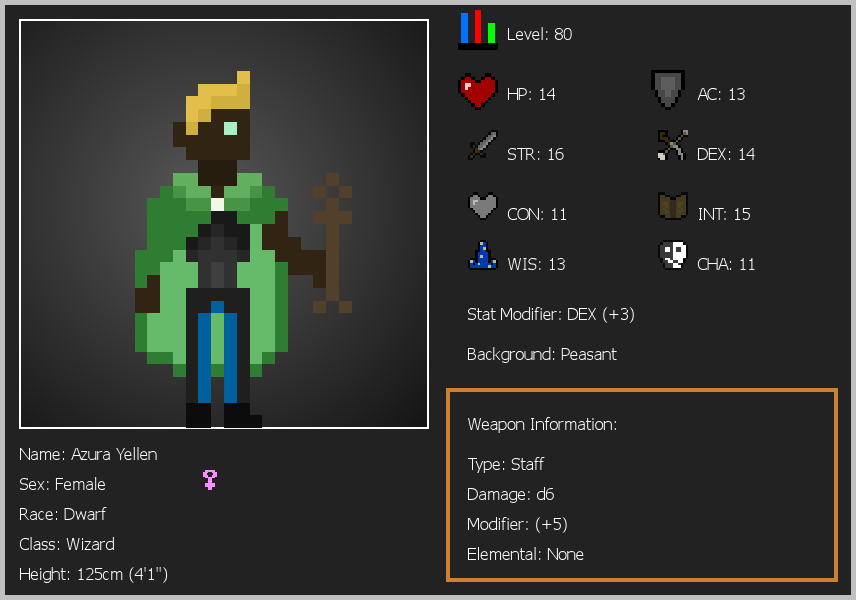 Level: 80
HP: 14
AC: 13
STR: 16
DEX: 14
CON: 11
INT: 15
WIS: 13
CHA: 11
Stat Modifier: DEX (+3)
Background: Peasant
Weapon Information:
Type: Staff
Damage: d6
Modifier: (+5)
Elemental: None
Name: Azura Yellen
Sex: Female
Race: Dwarf
Class: Wizard
Height: 125cm (4'1")